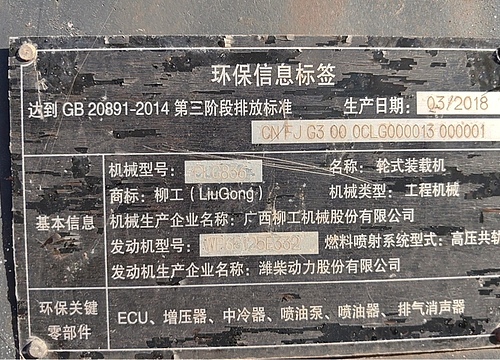 环保信息标签
达到 GB 20891-2014 第三阶段排放标准 生产日期: 03/2018
CN FJ G3 00 0CLG000013 000001
机械型号: 名称: 轮式装载机
商标: 柳工(LiuGong) 机械类型: 工程机械
基本信息 机械生产企业名称: 广西柳工机械股份有限公司
发动机型号: 燃料喷射系统型式: 高压共轨
发动机生产企业名称: 潍柴动力股份有限公司
环保关键零部件 ECU、增压器、中冷器、喷油泵、喷油器、排气消声器